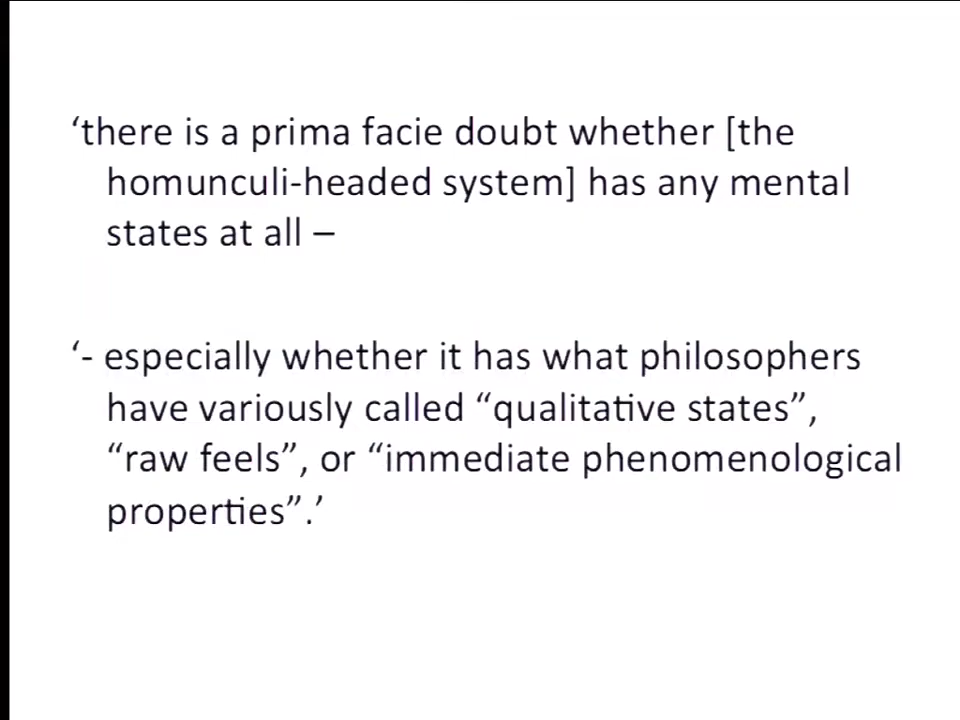 ‘there is a prima facie doubt whether [the
homunculi-headed system] has any mental
states at all –
‘- especially whether it has what philosophers
have variously called “qualitative states”,
“raw feels”, or “immediate phenomenological
properties”.’